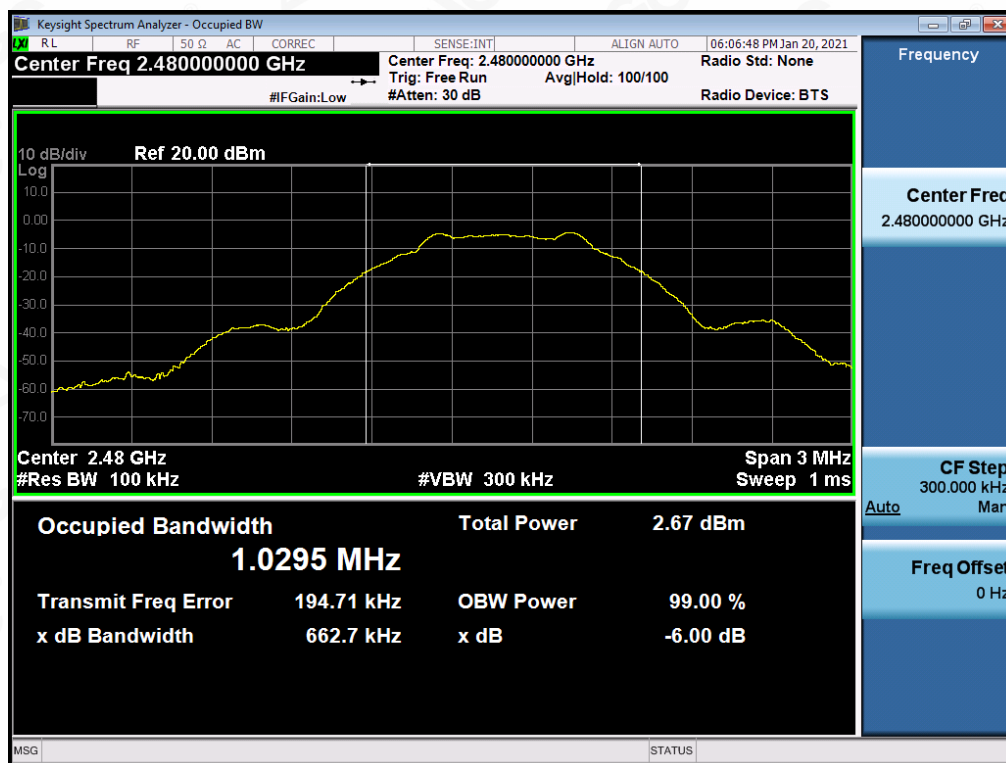 Keysight Spectrum Analyzer - Occupied BW
LXI RL RF 50 Ω AC CORREC SENSE:INT ALIGN AUTO 06:06:48 PM Jan 20, 2021
Center Freq 2.480000000 GHz
Center Freq: 2.480000000 GHz Radio Std: None
Trig: Free Run Avg|Hold: 100/100
#IFGain:Low #Atten: 30 dB Radio Device: BTS
10 dB/div Ref 20.00 dBm
Log
10.0
0.00
-10.0
-20.0
-30.0
-40.0
-50.0
-60.0
-70.0
Center 2.48 GHz Span 3 MHz
#Res BW 100 kHz #VBW 300 kHz Sweep 1 ms
Occupied Bandwidth Total Power 2.67 dBm
1.0295 MHz
Transmit Freq Error 194.71 kHz OBW Power 99.00 %
x dB Bandwidth 662.7 kHz x dB -6.00 dB
MSG STATUS
Frequency
Center Freq
2.480000000 GHz
CF Step
300.000 kHz
Auto Man
Freq Offset
0 Hz